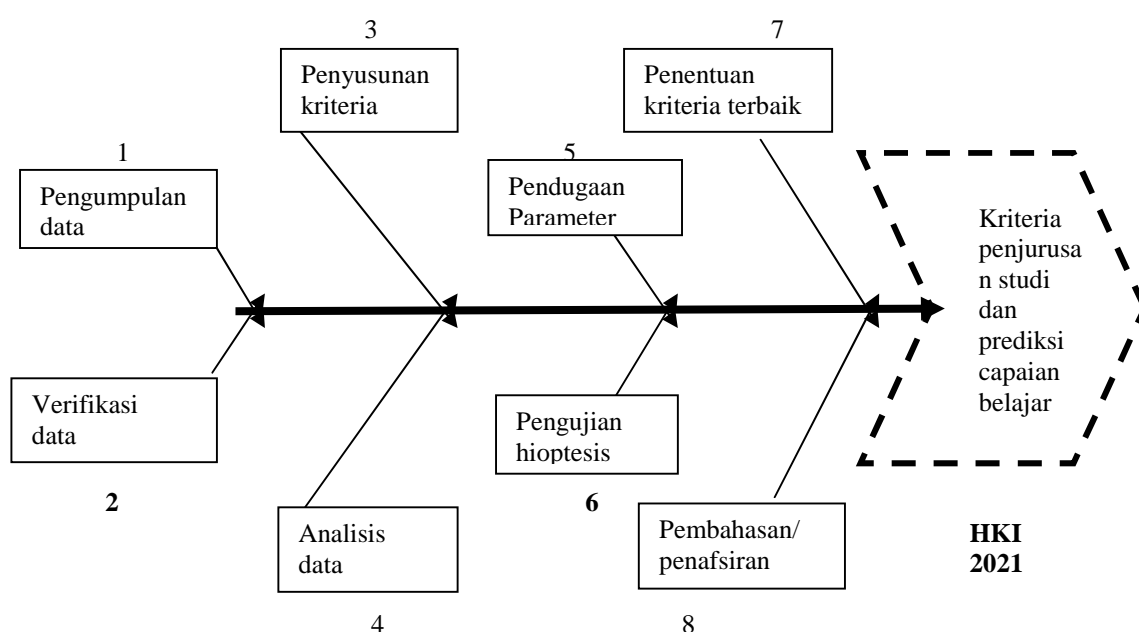 3
Penyusunan
kriteria
7
Penentuan
kriteria terbaik
1
Pengumpulan
data
5
Pendugaan
Parameter
Kriteria
penjurusa
n studi
dan
prediksi
capaian
belajar
Verifikasi
data
2
Pengujian
hioptesis
6
Analisis
data
4
Pembahasan/
penafsiran
8
HKI
2021